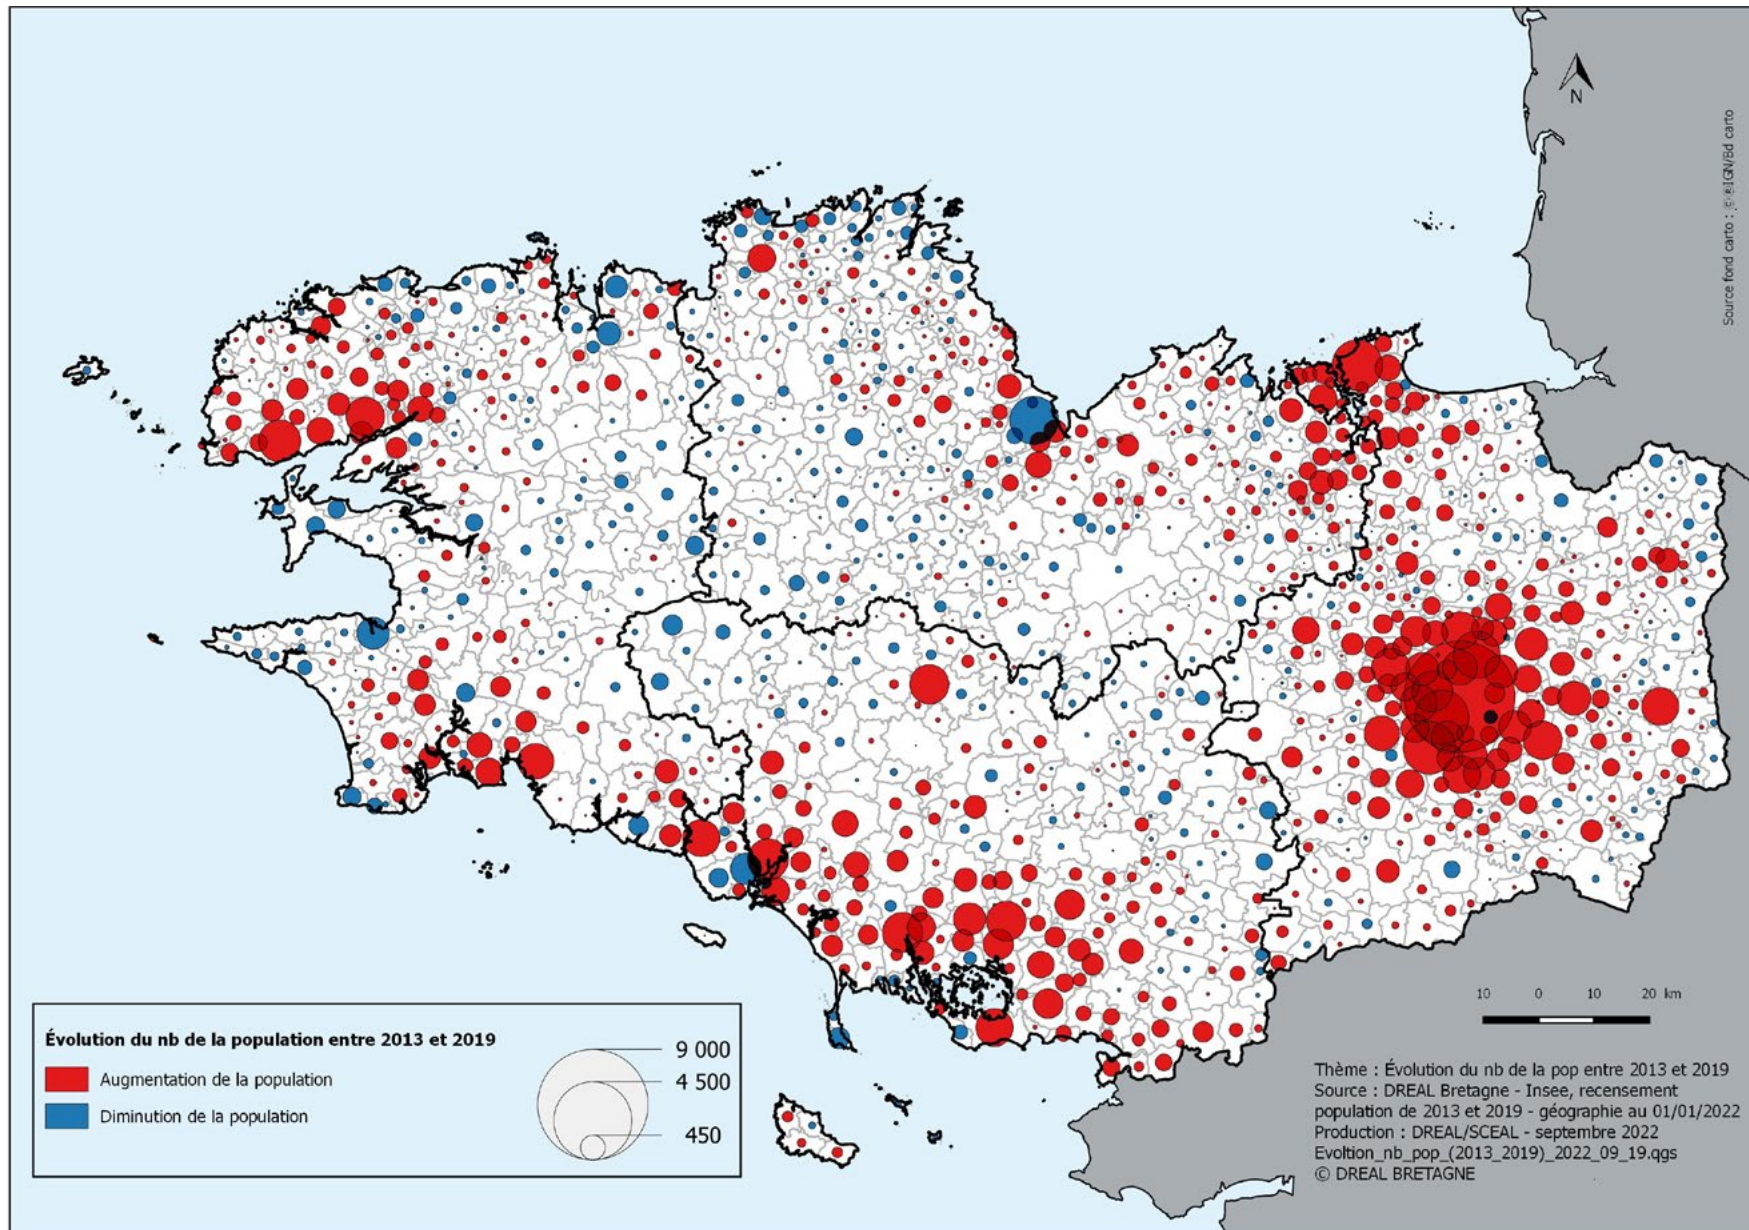 N
Source fond carto : @IGN/Bd carto
Évolution du nb de la population entre 2013 et 2019
Augmentation de la population
Diminution de la population
9 000
4 500
450
10 0 10 20 km
Thème : Évolution du nb de la pop entre 2013 et 2019
Source : DREAL Bretagne - Insee, recensement
population de 2013 et 2019 - géographie au 01/01/2022
Production : DREAL/SCEAL - septembre 2022
Evoltion_nb_pop_(2013_2019)_2022_09_19.qgs
© DREAL BRETAGNE